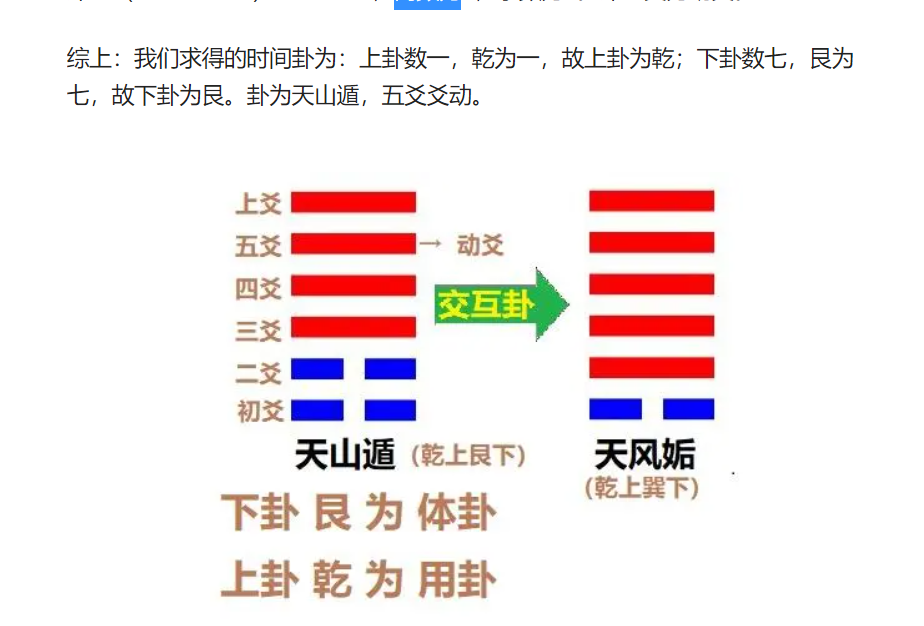 综上：我们求得的时间卦为：上卦数一，乾为一，故上卦为乾；下卦数七，艮为
七，故下卦为艮。卦为天山遁，五爻爻动。
上爻
五爻 → 动爻
四爻
交互卦
三爻
二爻
初爻
天山遁（乾上艮下）
天风姤
（乾上巽下）
下卦 艮 为 体卦
上卦 乾 为 用卦